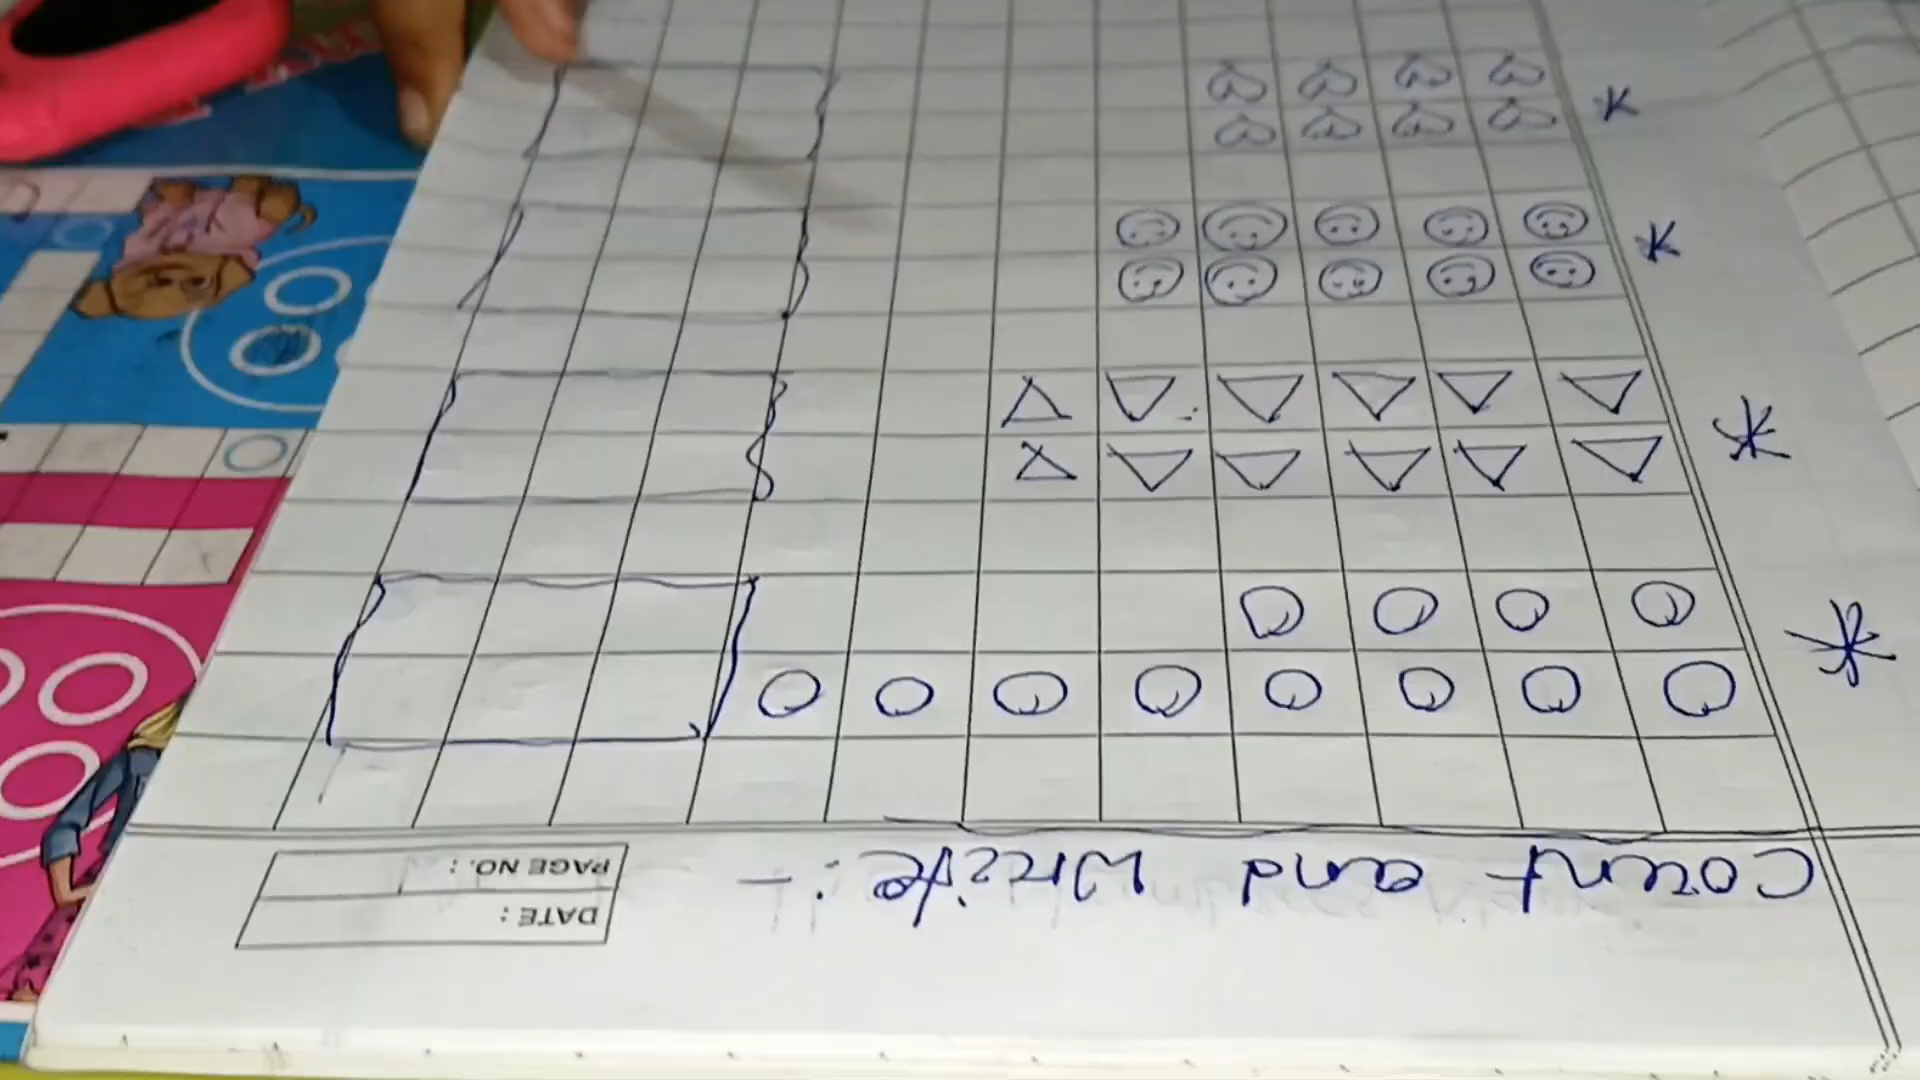 DATE :
PAGE NO. :
Count and Write : -